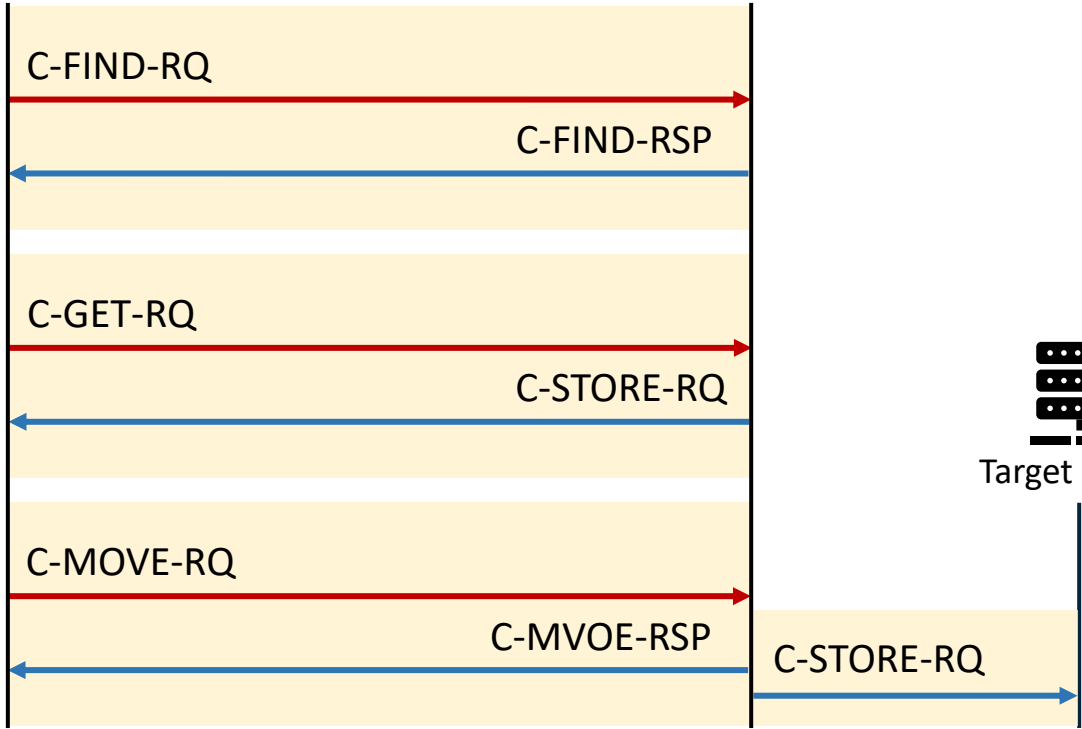 C-FIND-RQ
C-FIND-RSP
C-GET-RQ
C-STORE-RQ
Target
C-MOVE-RQ
C-MVOE-RSP
C-STORE-RQ